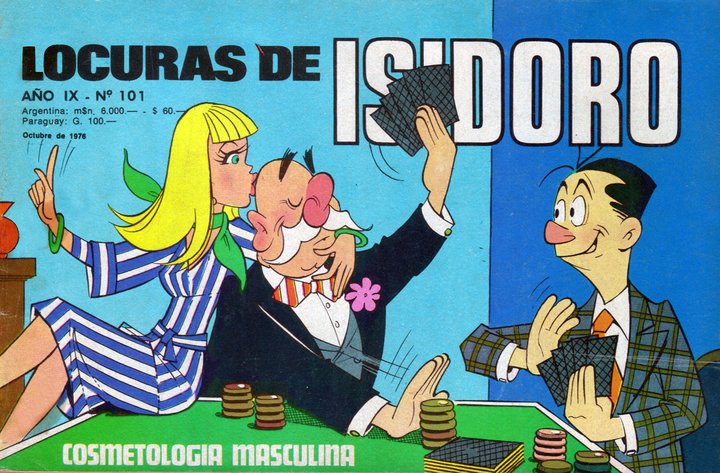 LOCURAS DE ISIDORO
AÑO IX - Nº 101
Argentina: m$n. 6.000.— - $ 60.—
Paraguay: G. 100.—
Octubre de 1976
COSMETOLOGIA MASCULINA